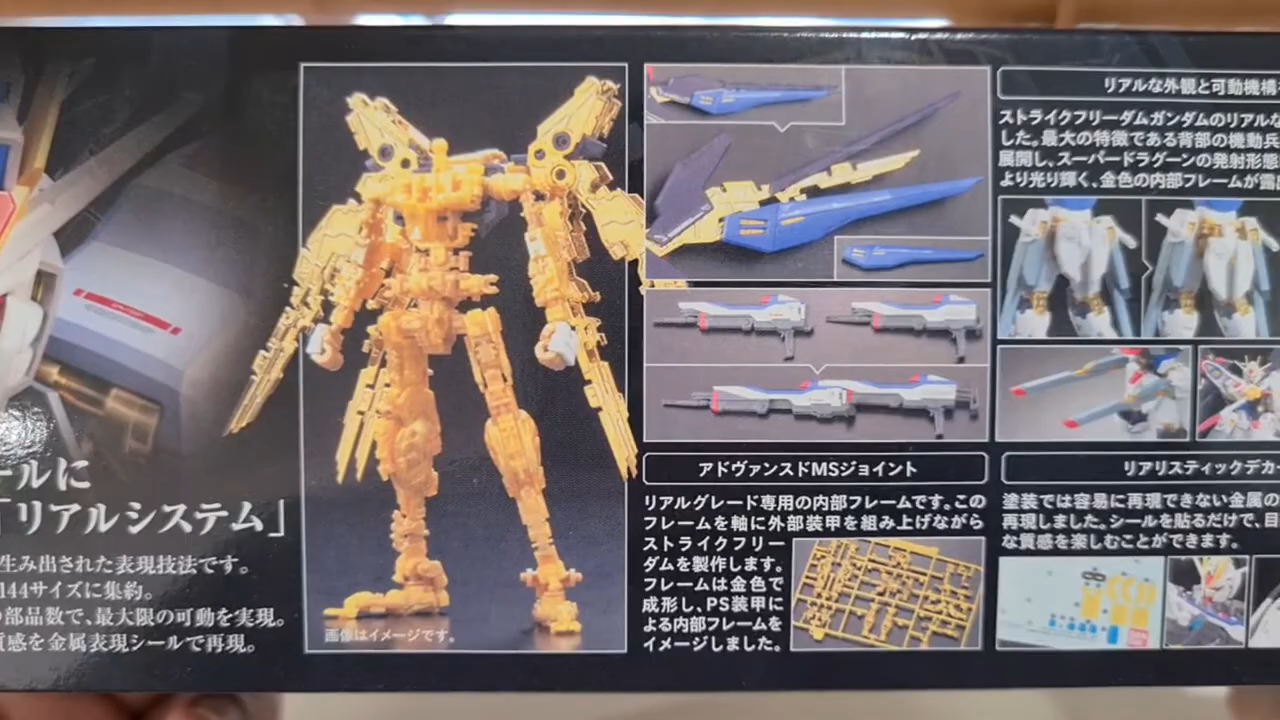 ールに
「リアルシステム」
生み出された表現技法です。
144サイズに集約。
部品数で、最大限の可動を実現。
質感を金属表現シールで再現。
画像はイメージです。
アドヴァンスドMSジョイント
リアルグレード専用の内部フレームです。この
フレームを軸に外部装甲を組み上げながら
ストライクフリー
ダムを製作します。
フレームは金色で
成形し、PS装甲に
よる内部フレームを
イメージしました。
リアルな外観と可動機構
ストライクフリーダムガンダムのリアルな
した。最大の特徴である背部の機動兵
展開し、スーパードラグーンの発射形態
より光り輝く、金色の内部フレームが露
リアリスティックデカ
塗装では容易に再現できない金属の
再現しました。シールを貼るだけで、目
な質感を楽しむことができます。